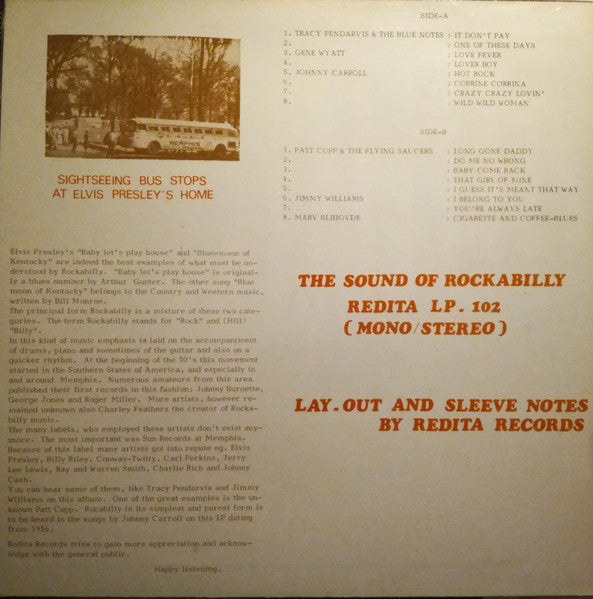 SIDE-A
1. TRACY PENDARVIS & THE BLUE NOTES : IT DON'T PAY
2. : ONE OF THESE DAYS
3. GENE WYATT : LOVE FEVER
4. : LOVER BOY
5. JOHNNY CARROLL : HOT ROCK
6. : CORRINE CORRINA
7. : CRAZY CRAZY LOVIN'
8. : WILD WILD WOMAN
SIDE-B
1. PATT CUPP & THE FLYING SAUCERS : LONG GONE DADDY
2. : DO ME NO WRONG
3. : BABY COME BACK
4. : THAT GIRL OF MINE
5. : I GUESS IT'S MEANT THAT WAY
6. JIMMY WILLIAMS : I BELONG TO YOU
7. : YOU'RE ALWAYS LATE
8. MARV BLIHOVDE : CIGARETTE AND COFFEE-BLUES
MEMPHIS
SIGHTSEEING BUS STOPS
AT ELVIS PRESLEY'S HOME
Elvis Presley's "Baby let's play house" and "Blue-moon of
Kentucky" are indeed the best examples of what must be un-
derstood by Rockabilly. "Baby let's play house" is original-
ly a blues number by Arthur Gunter. The other song "Blue
moon of Kentucky" belongs to the Country and Western music,
written by Bill Monroe.
The principal form Rockabilly is a mixture of these two cate-
gories. The term Rockabilly stands for "Rock" and (Hill)
"Billy".
In this kind of music emphasis is laid on the accompaniment
of drums, piano and sometimes of the guitar and also on a
quicker rhythm. At the beginning of the 50's this movement
started in the Southern States of America, and especially in
and around Memphis. Numerous amateurs from this area
published their first records in this fashion: Johnny Burnette,
George Jones and Roger Miller. More artists, however re-
mained unknown also Charley Feathers the creator of Rocka-
billy music.
The many labels, who employed these artists don't exist any-
more. The most important was Sun Records at Memphis.
Because of this label many artists got into repute eg. Elvis
Presley, Billy Riley, Conway-Twitty, Carl Perkins, Jerry
Lee Lewis, Ray and Warren Smith, Charlie Rich and Johnny
Cash.
You can hear some of them, like Tracy Pendarvis and Jimmy
Williams on this album. One of the great examples is the un-
known Patt Cupp. Rockabilly in its simplest and purest form is
to be heard in the songs by Johnny Carroll on this LP dating
from 1956.
Redita Records tries to gain more appreciation and acknow-
ledge with the general public.
Happy listening.
THE SOUND OF ROCKABILLY
REDITA LP. 102
( MONO/STEREO )
LAY-OUT AND SLEEVE NOTES
BY REDITA RECORDS